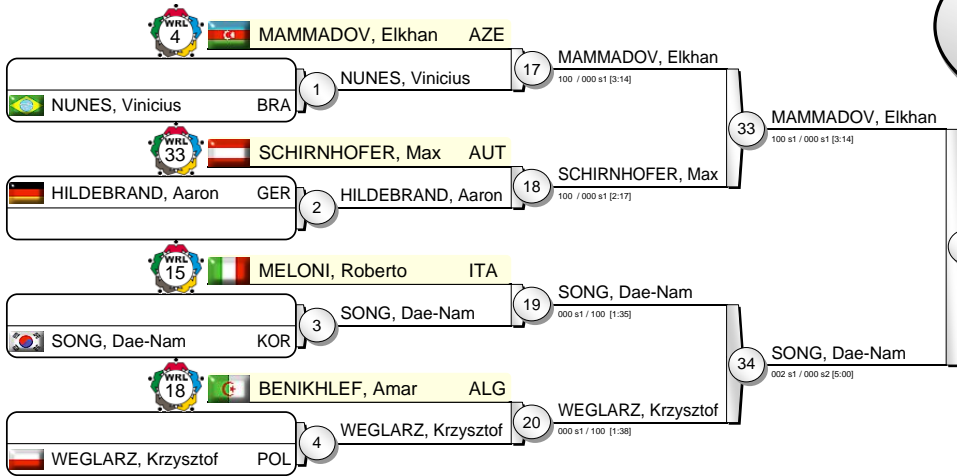 WRL
4
MAMMADOV, Elkhan AZE
17
MAMMADOV, Elkhan
100 / 000 s1 [3:14]
1
NUNES, Vinicius
NUNES, Vinicius BRA
33
MAMMADOV, Elkhan
100 s1 / 000 s1 [3:14]
WRL
33
SCHIRNHOFER, Max AUT
18
SCHIRNHOFER, Max
100 / 000 s1 [2:17]
HILDEBRAND, Aaron GER
2
HILDEBRAND, Aaron
WRL
15
MELONI, Roberto ITA
19
SONG, Dae-Nam
000 s1 / 100 [1:35]
3
SONG, Dae-Nam
SONG, Dae-Nam KOR
34
SONG, Dae-Nam
002 s1 / 000 s2 [5:00]
WRL
18
BENIKHLEF, Amar ALG
20
WEGLARZ, Krzysztof
000 s1 / 100 [1:38]
4
WEGLARZ, Krzysztof
WEGLARZ, Krzysztof POL